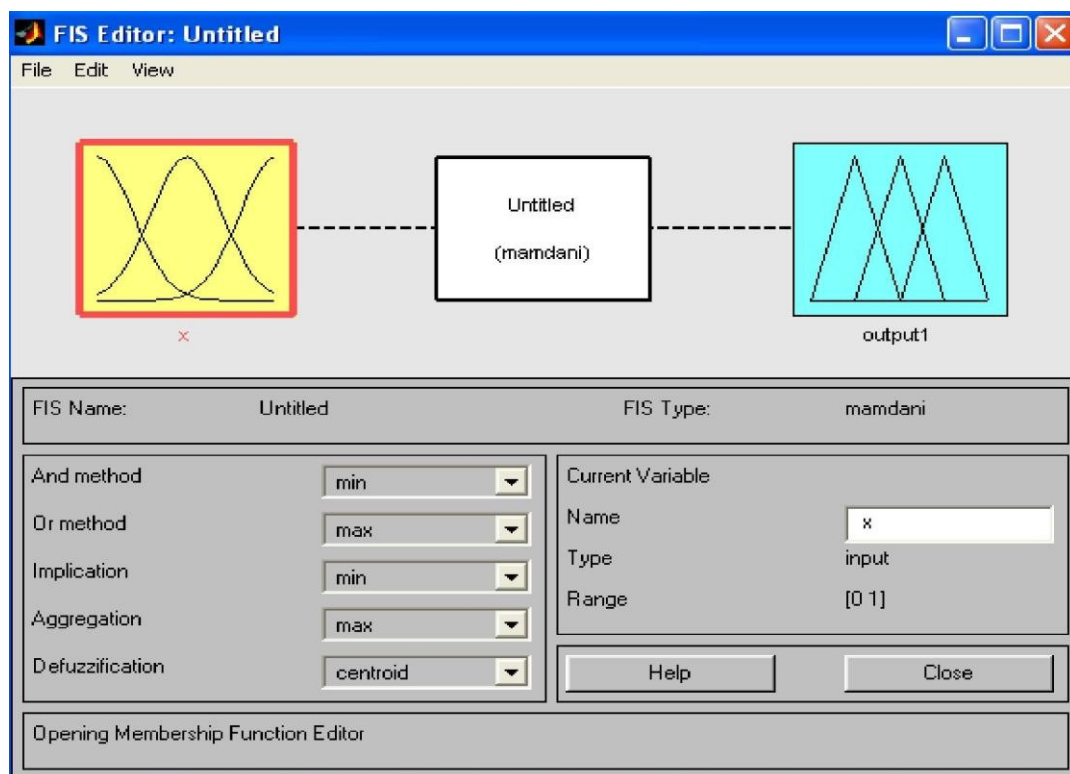 FIS Editor: Untitled
File Edit View
Untitled
(mamdani)
x
output1
FIS Name: Untitled FIS Type: mamdani
And method min
Or method max
Implication min
Aggregation max
Defuzzification centroid
Current Variable
Name x
Type input
Range [0 1]
Help Close
Opening Membership Function Editor